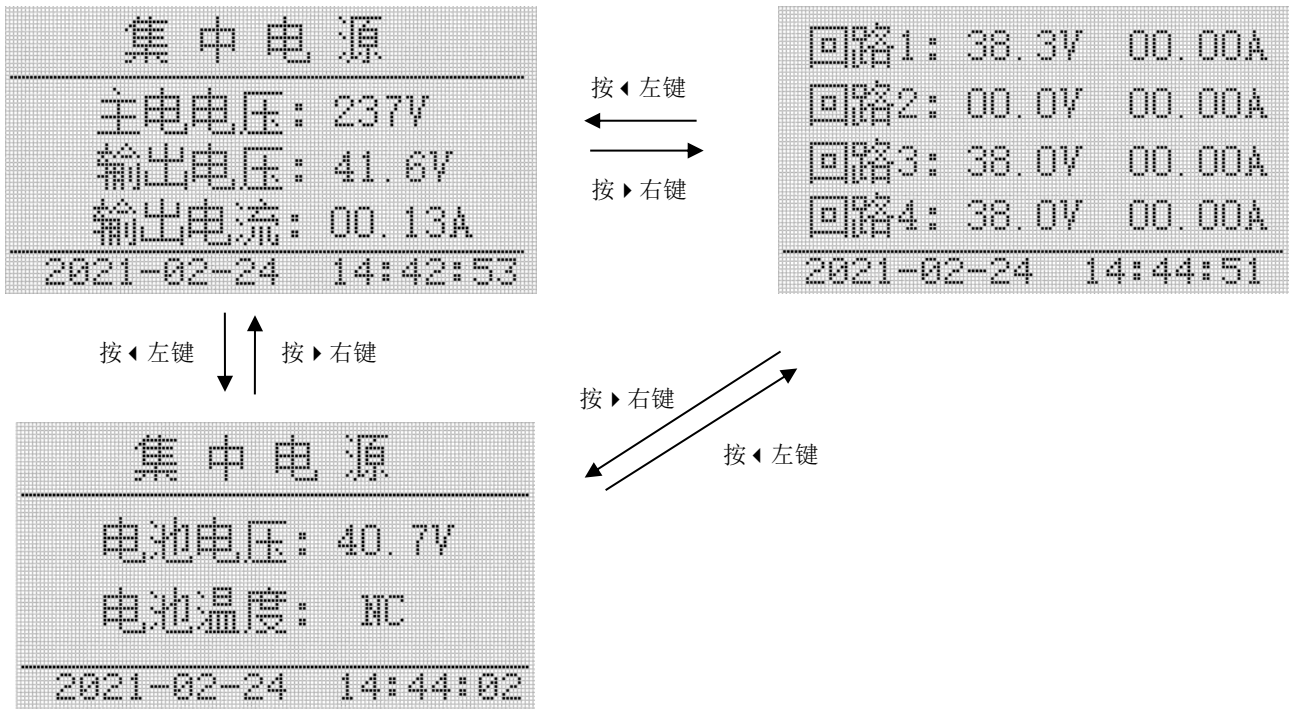 集中电源
主电电压: 237V
输出电压: 41.6V
输出电流: 00.13A
2021-02-24 14:42:53
按 左键
按 右键
回路1: 38.3V 00.00A
回路2: 00.0V 00.00A
回路3: 38.0V 00.00A
回路4: 38.0V 00.00A
2021-02-24 14:44:51
按 左键
按 右键
按 右键
按 左键
集中电源
电池电压: 40.7V
电池温度: NC
2021-02-24 14:44:02